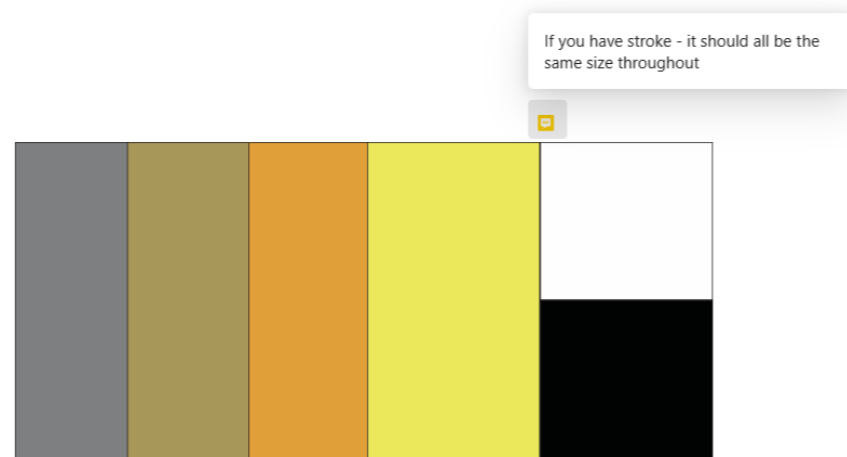 If you have stroke - it should all be the
same size throughout